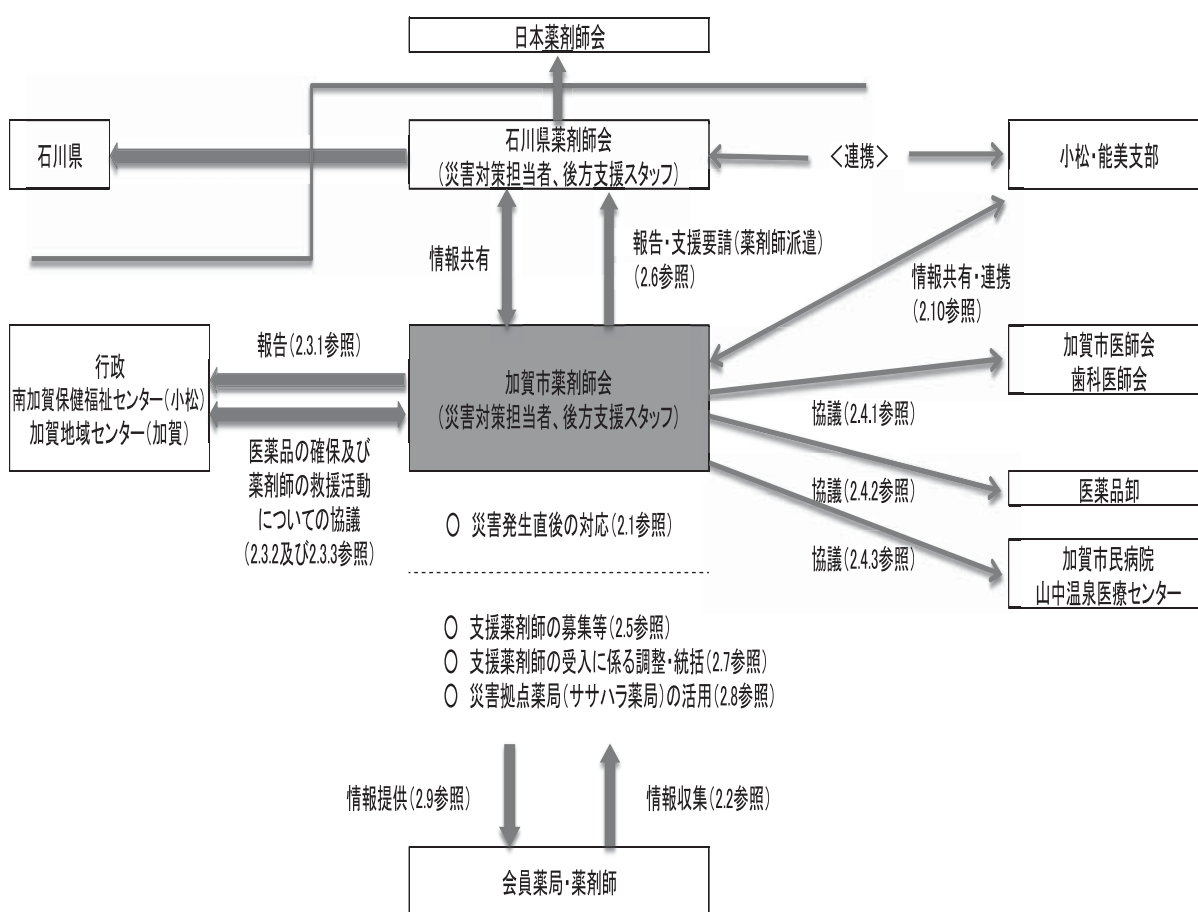 日本薬剤師会
石川県
石川県薬剤師会
(災害対策担当者、後方支援スタッフ)
<連携>
小松・能美支部
情報共有
報告・支援要請(薬剤師派遣)
(2.6参照)
情報共有・連携
(2.10参照)
行政
南加賀保健福祉センター(小松)
加賀地域センター(加賀)
報告(2.3.1参照)
医薬品の確保及び
薬剤師の救援活動
についての協議
(2.3.2及び2.3.3参照)
加賀市薬剤師会
(災害対策担当者、後方支援スタッフ)
加賀市医師会
歯科医師会
協議(2.4.1参照)
協議(2.4.2参照)
医薬品卸
協議(2.4.3参照)
加賀市民病院
山中温泉医療センター
○ 災害発生直後の対応(2.1参照)
○ 支援薬剤師の募集等(2.5参照)
○ 支援薬剤師の受入に係る調整・統括(2.7参照)
○ 災害拠点薬局(ササハラ薬局)の活用(2.8参照)
情報提供(2.9参照)
情報収集(2.2参照)
会員薬局・薬剤師